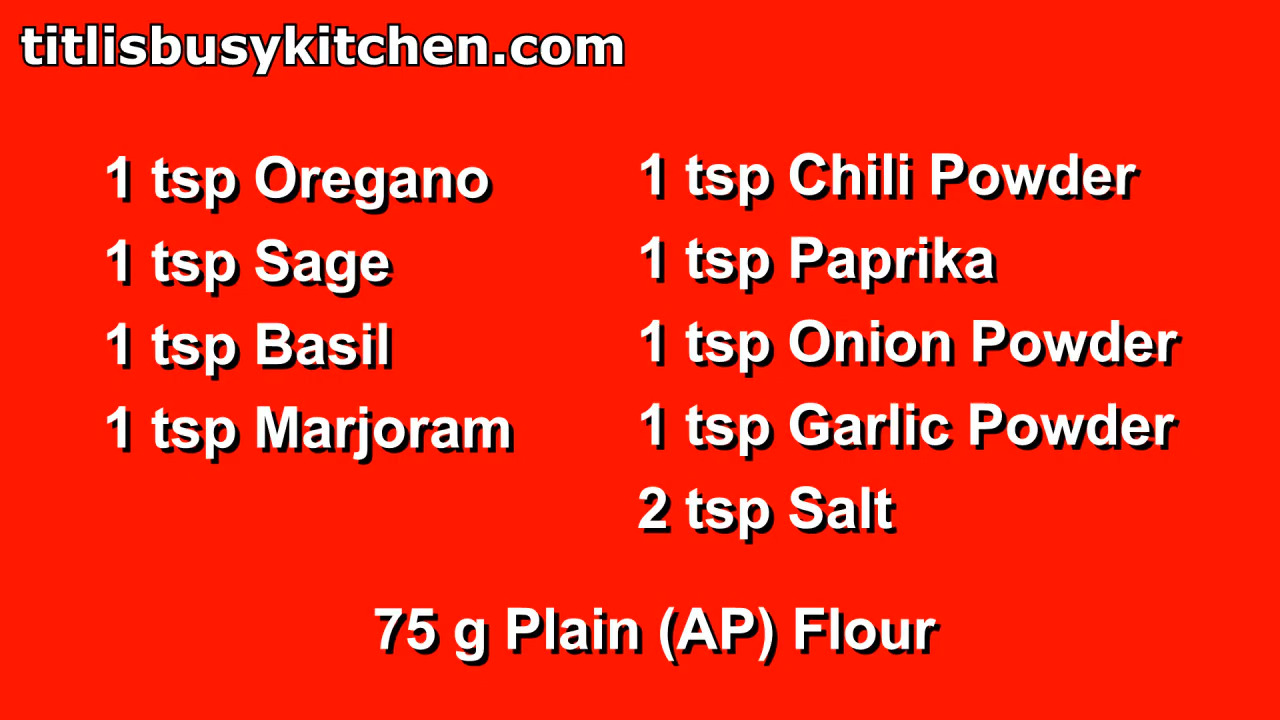 titlisbusykitchen.com
1 tsp Oregano
1 tsp Sage
1 tsp Basil
1 tsp Marjoram
1 tsp Chili Powder
1 tsp Paprika
1 tsp Onion Powder
1 tsp Garlic Powder
2 tsp Salt
75 g Plain (AP) Flour